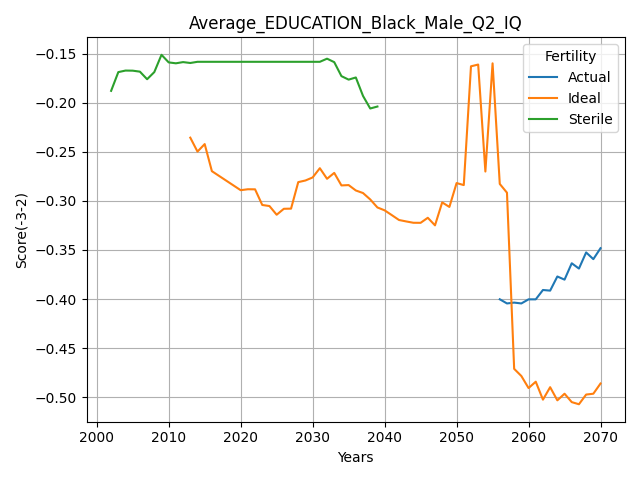 Average_EDUCATION_Black_Male_Q2_IQ
Score(-3-2)
−0.15
−0.20
−0.25
−0.30
−0.35
−0.40
−0.45
−0.50
Fertility
Actual
Ideal
Sterile
2000 2010 2020 2030 2040 2050 2060 2070
Years